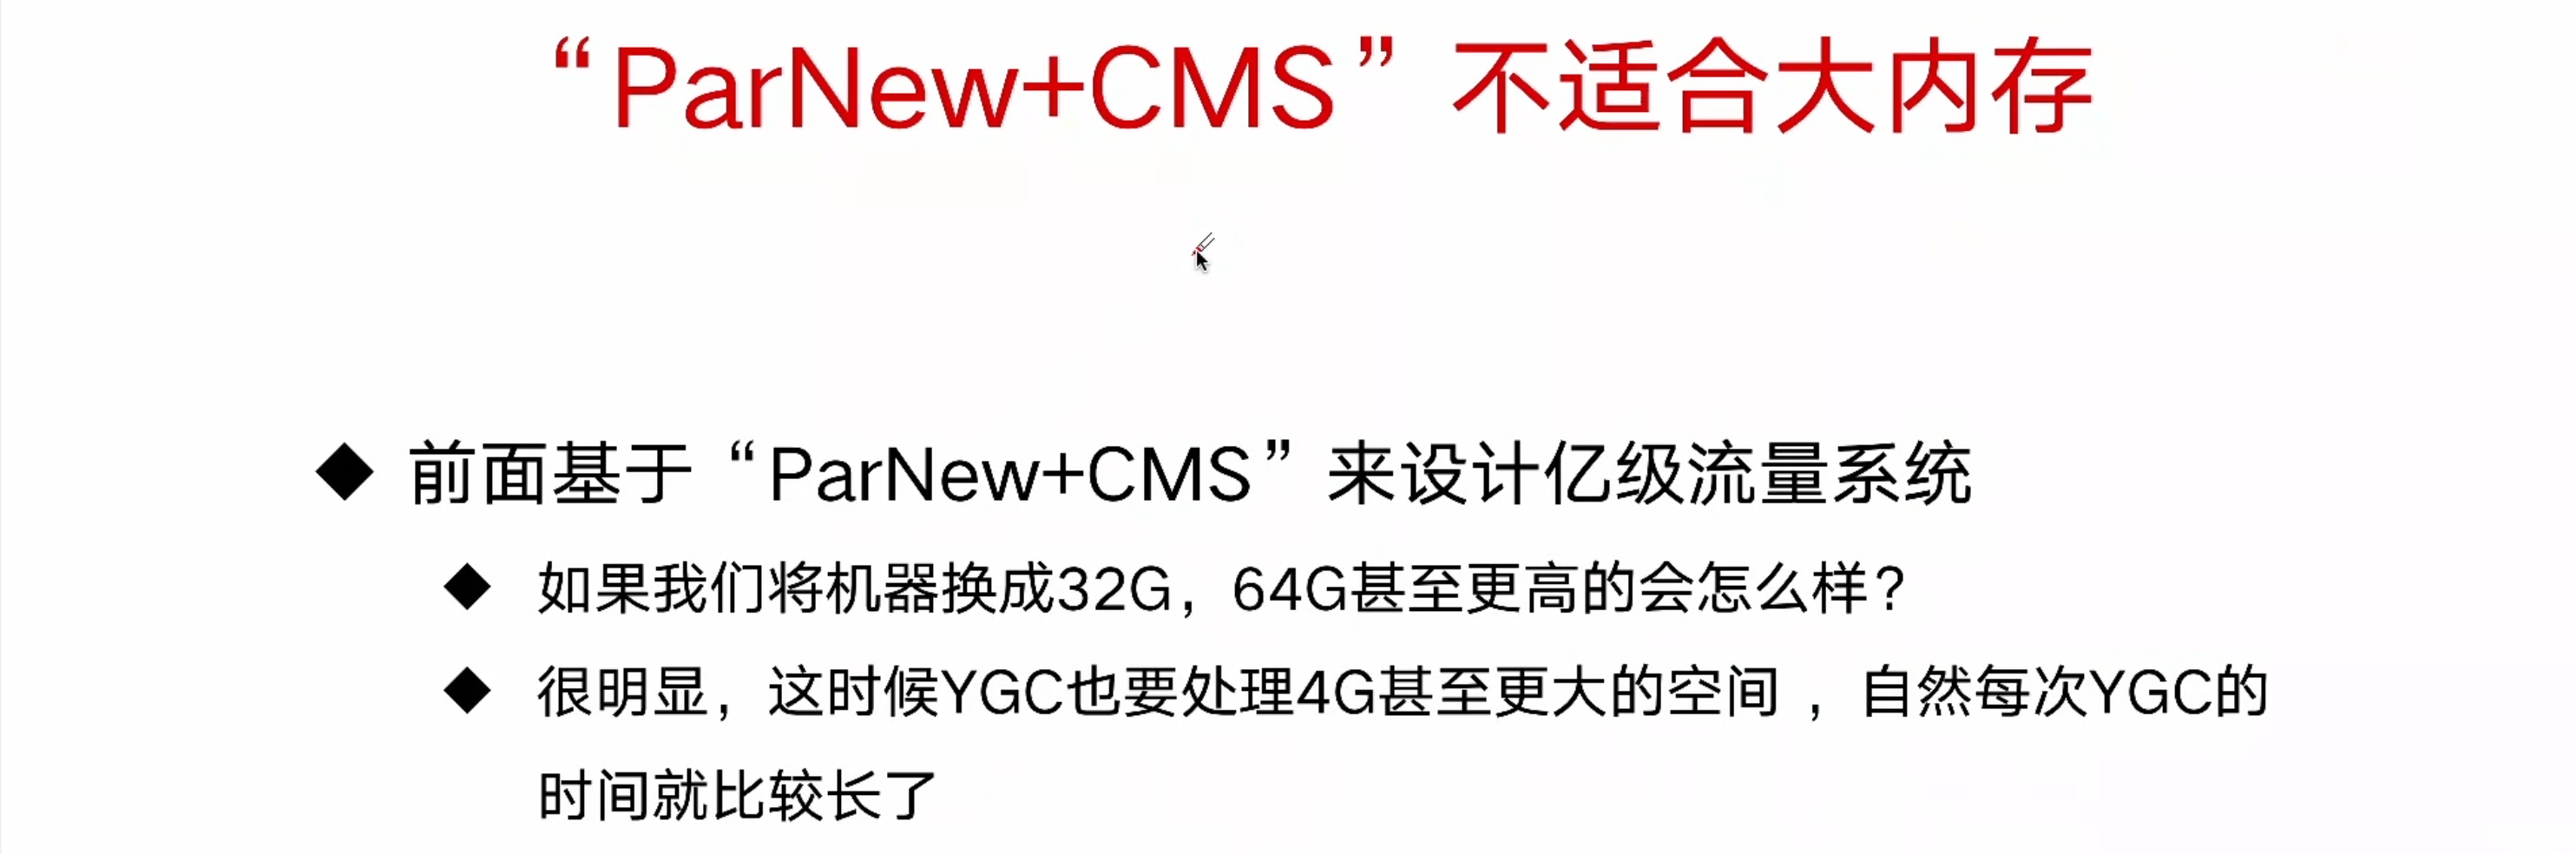 “ParNew+CMS”不适合大内存
前面基于“ParNew+CMS”来设计亿级流量系统
如果我们将机器换成32G，64G甚至更高的会怎么样？
很明显，这时候YGC也要处理4G甚至更大的空间 ，自然每次YGC的
时间就比较长了